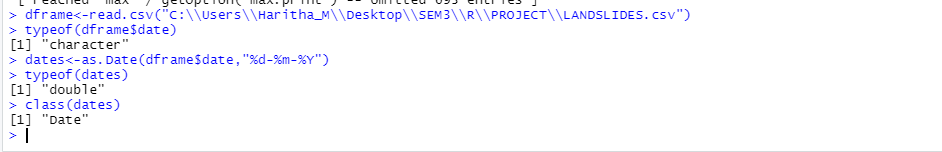 [ reached 'max' / getOption("max.print") -- omitted 693 entries ]
> dframe<-read.csv("C:\\Users\\Haritha_M\\Desktop\\SEM3\\R\\PROJECT\\LANDSLIDES.csv")
> typeof(dframe$date)
[1] "character"
> dates<-as.Date(dframe$date,"%d-%m-%Y")
> typeof(dates)
[1] "double"
> class(dates)
[1] "Date"
>